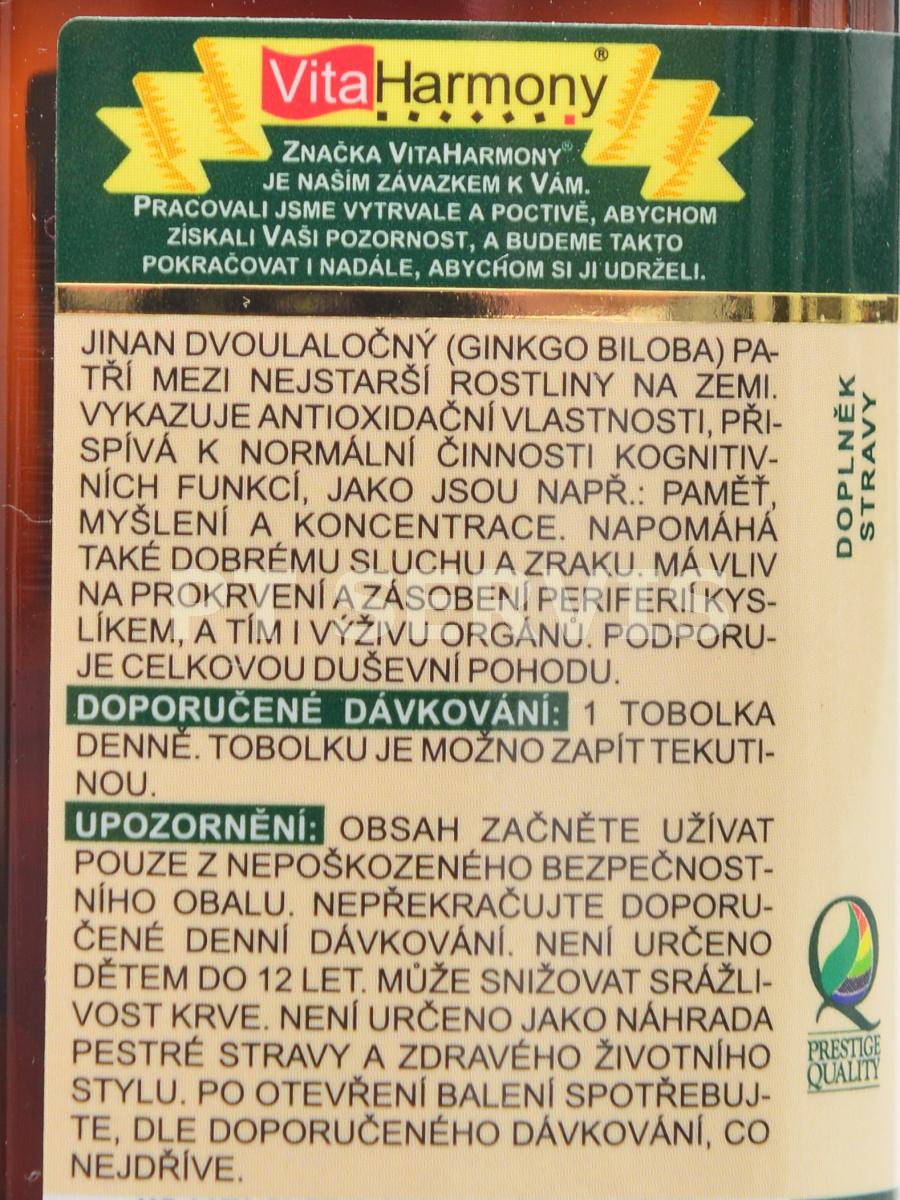 VitaHarmony®
ZNAČKA VITAHARMONY®
JE NAŠÍM ZÁVAZKEM K VÁM.
PRACOVALI JSME VYTRVALE A POCTIVĚ, ABYCHOM
ZÍSKALI VAŠI POZORNOST, A BUDEME TAKTO
POKRAČOVAT I NADÁLE, ABYCHOM SI JI UDRŽELI.
JINAN DVOULALOČNÝ (GINKGO BILOBA) PA-
TŘÍ MEZI NEJSTARŠÍ ROSTLINY NA ZEMI.
VYKAZUJE ANTIOXIDAČNÍ VLASTNOSTI, PŘI-
SPÍVÁ K NORMÁLNÍ ČINNOSTI KOGNITIV-
NÍCH FUNKCÍ, JAKO JSOU NAPŘ.: PAMĚŤ,
MYŠLENÍ A KONCENTRACE. NAPOMÁHÁ
TAKÉ DOBRÉMU SLUCHU A ZRAKU. MÁ VLIV
NA PROKRVENÍ A ZÁSOBENÍ PERIFERIÍ KYS-
LÍKEM, A TÍM I VÝŽIVU ORGÁNŮ. PODPORU-
JE CELKOVOU DUŠEVNÍ POHODU.
DOPORUČENÉ DÁVKOVÁNÍ: 1 TOBOLKA
DENNĚ. TOBOLKU JE MOŽNO ZAPÍT TEKUTI-
NOU.
UPOZORNĚNÍ: OBSAH ZAČNĚTE UŽÍVAT
POUZE Z NEPOŠKOZENÉHO BEZPEČNOST-
NÍHO OBALU. NEPŘEKRAČUJTE DOPORU-
ČENÉ DENNÍ DÁVKOVÁNÍ. NENÍ URČENO
DĚTEM DO 12 LET. MŮŽE SNIŽOVAT SRÁŽLI-
VOST KRVE. NENÍ URČENO JAKO NÁHRADA
PESTRÉ STRAVY A ZDRAVÉHO ŽIVOTNÍHO
STYLU. PO OTEVŘENÍ BALENÍ SPOTŘEBUJ-
TE, DLE DOPORUČENÉHO DÁVKOVÁNÍ, CO
NEJDŘÍVE.
DOPLNĚK
STRAVY
PRESTIGE
QUALITY